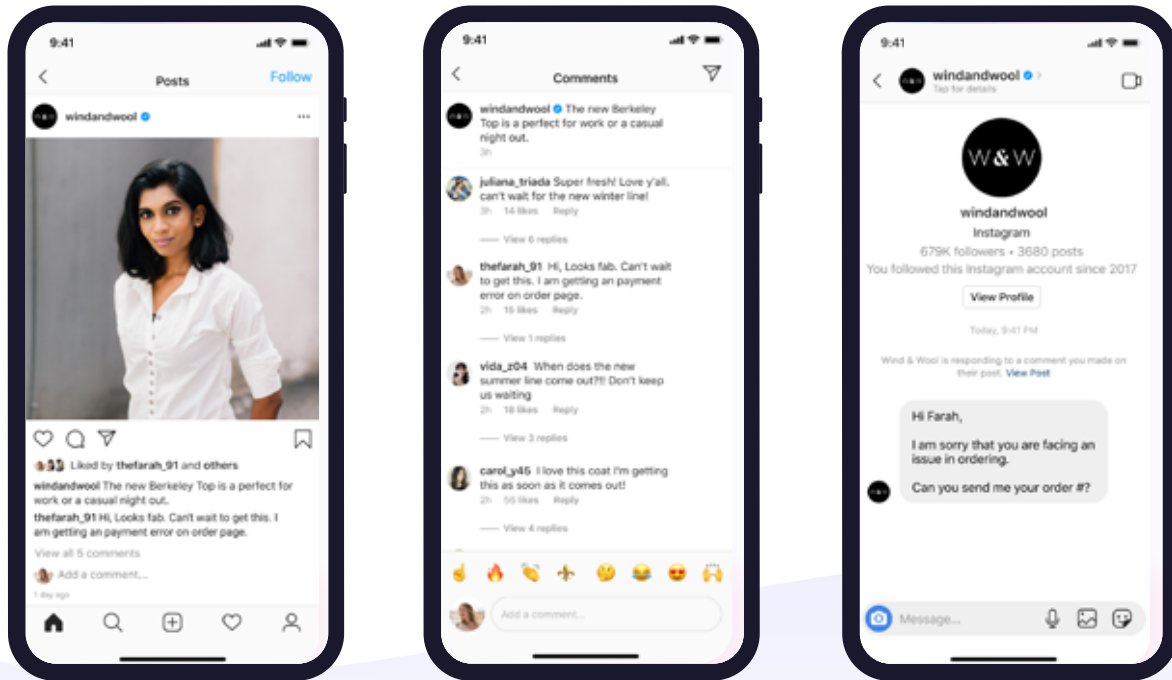 9:41
Posts
Follow
windandwool
Liked by thefarah_91 and others
windandwool The new Berkeley Top is a perfect for
work or a casual night out.
thefarah_91 Hi, Looks fab. Can't wait to get this. I
am getting an payment error on order page.
View all 5 comments
Add a comment...
1 day ago
9:41
Comments
windandwool The new Berkeley
Top is a perfect for work or a casual
night out.
3h
juliana_triada Super fresh! Love y'all.
can't wait for the new winter line!
3h 14 likes Reply
View 6 replies
thefarah_91 Hi, Looks fab. Can't wait
to get this. I am getting an payment
error on order page.
2h 15 likes Reply
View 1 replies
vida_z04 When does the new
summer line come out?!! Don't keep
us waiting
2h 18 likes Reply
View 3 replies
carol_y45 I love this coat I'm getting
this as soon as it comes out!
2h 56 likes Reply
View 4 replies
Add a comment...
9:41
windandwool
Tap for details
W&W
windandwool
Instagram
679K followers • 3680 posts
You followed this Instagram account since 2017
View Profile
Today, 9:41 PM
Wind & Wool is responding to a comment you made on
their post. View Post
Hi Farah,
I am sorry that you are facing an
issue in ordering.
Can you send me your order #?
Message...